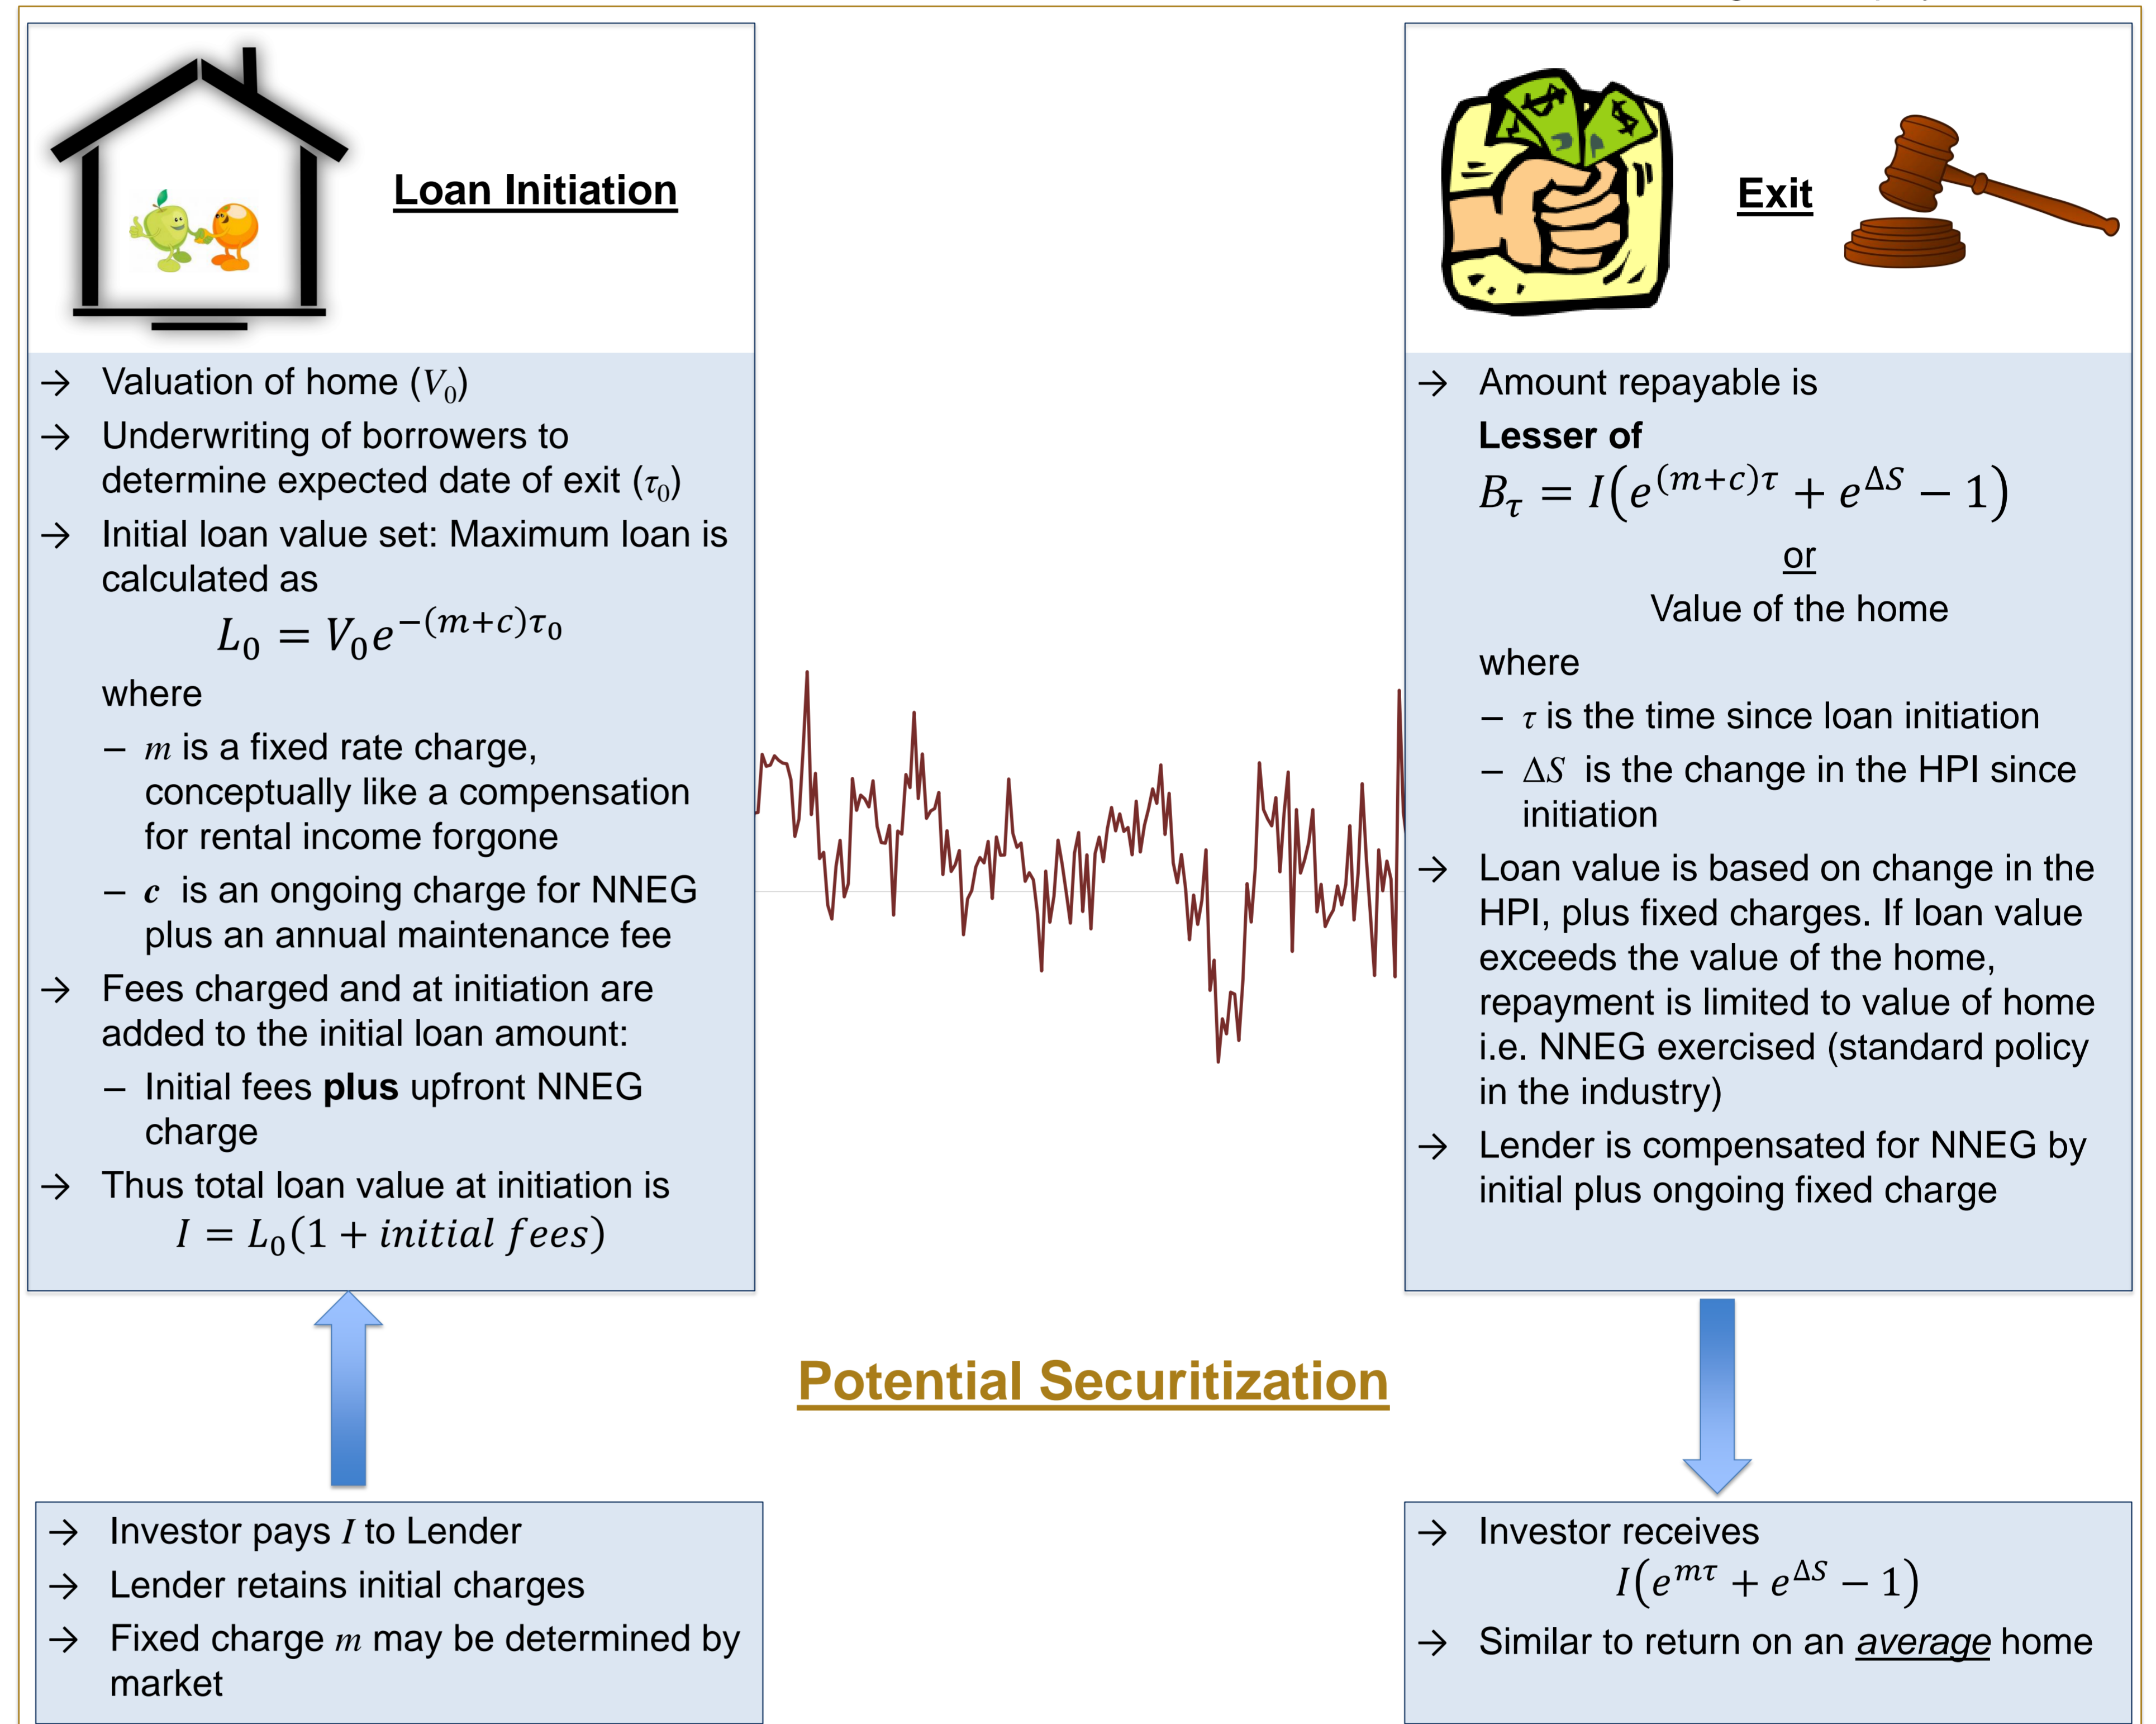 Loan Initiation
→ Valuation of home (V₀)
→ Underwriting of borrowers to
determine expected date of exit (τ₀)
→ Initial loan value set: Maximum loan is
calculated as
L₀ = V₀e^−(m+c)τ₀
where
– m is a fixed rate charge,
conceptually like a compensation
for rental income forgone
– c is an ongoing charge for NNEG
plus an annual maintenance fee
→ Fees charged and at initiation are
added to the initial loan amount:
– Initial fees plus upfront NNEG
charge
→ Thus total loan value at initiation is
I = L₀(1 + initial fees)
Exit
→ Amount repayable is
Lesser of
B_τ = I(e^(m+c)τ + e^ΔS − 1)
or
Value of the home
where
– τ is the time since loan initiation
– ΔS is the change in the HPI since
initiation
→ Loan value is based on change in the
HPI, plus fixed charges. If loan value
exceeds the value of the home,
repayment is limited to value of home
i.e. NNEG exercised (standard policy
in the industry)
→ Lender is compensated for NNEG by
initial plus ongoing fixed charge
Potential Securitization
→ Investor pays I to Lender
→ Lender retains initial charges
→ Fixed charge m may be determined by
market
→ Investor receives
I(e^mτ + e^ΔS − 1)
→ Similar to return on an average home